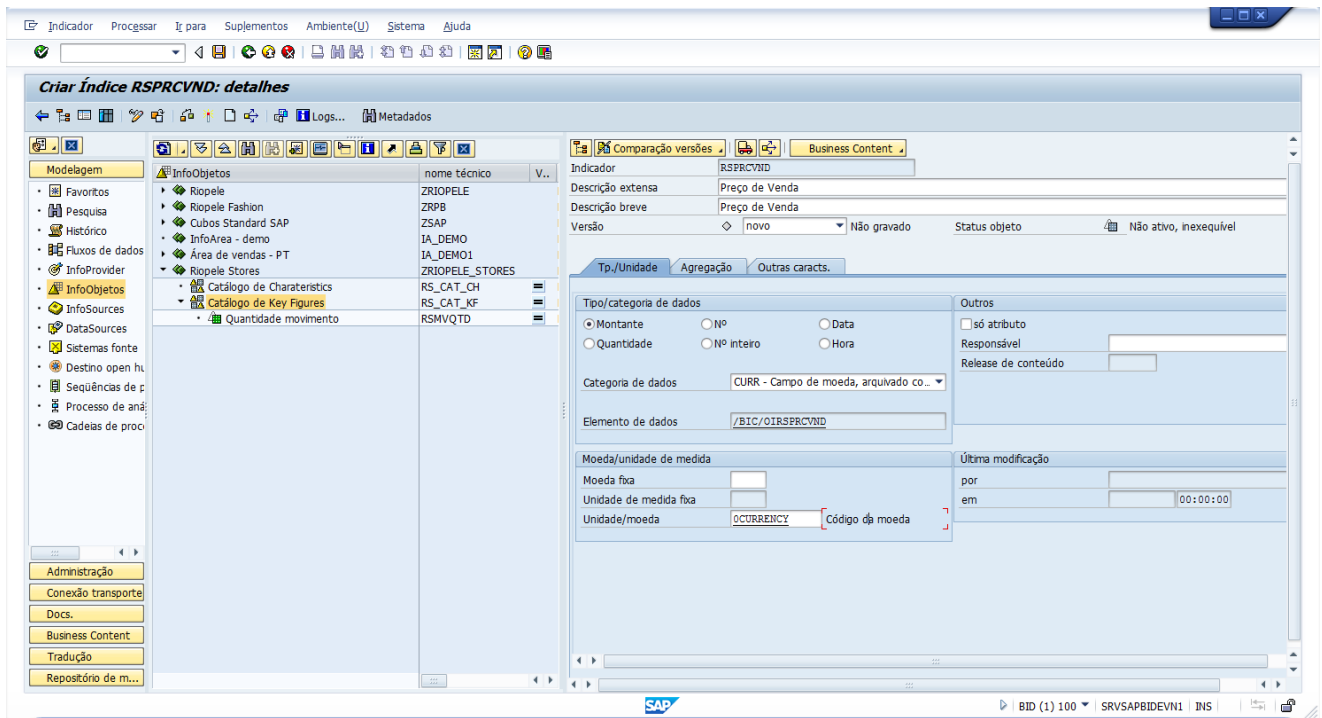 Indicador Processar Ir para Suplementos Ambiente(U) Sistema Ajuda
Criar Índice RSPRCVND: detalhes
Logs... Metadados
Modelagem
Favoritos
Pesquisa
Histórico
Fluxos de dados
InfoProvider
InfoObjetos
InfoSources
DataSources
Sistemas fonte
Destino open hu
Seqüências de p
Processo de aná
Cadeias de proc
Administração
Conexão transporte
Docs.
Business Content
Tradução
Repositório de m...
InfoObjetos nome técnico V..
Riopele ZRIOPELE
Riopele Fashion ZRPB
Cubos Standard SAP ZSAP
InfoArea - demo IA_DEMO
Área de vendas - PT IA_DEMO1
Riopele Stores ZRIOPELE_STORES
Catálogo de Charateristics RS_CAT_CH
Catálogo de Key Figures RS_CAT_KF
Quantidade movimento RSMVQTD
Comparação versões Business Content
Indicador RSPRCVND
Descrição extensa Preço de Venda
Descrição breve Preço de Venda
Versão novo Não gravado Status objeto Não ativo, inexequível
Tp./Unidade Agregação Outras caracts.
Tipo/categoria de dados
Montante Nº Data
Quantidade Nº inteiro Hora
Categoria de dados CURR - Campo de moeda, arquivado co...
Elemento de dados /BIC/OIRSPRCVND
Outros
só atributo
Responsável
Release de conteúdo
Moeda/unidade de medida
Moeda fixa
Unidade de medida fixa
Unidade/moeda 0CURRENCY Código da moeda
Última modificação
por
em 00:00:00
SAP BID (1) 100 SRVSAPBIDEVN1 INS